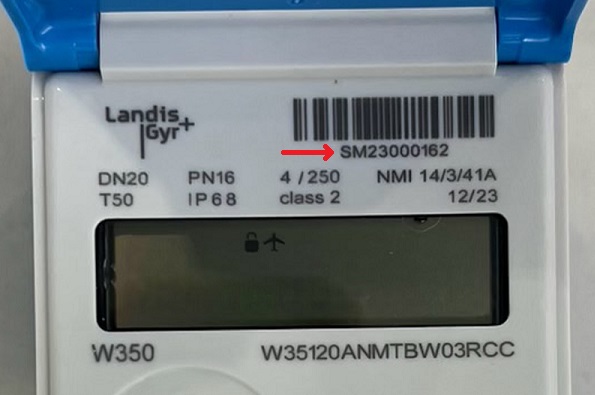 Landis
Gyr+
SM23000162
DN20 PN16 4 / 250 NMI 14/3/41A
T50 IP68 class 2 12/23
W350 W35120ANMTBW03RCC